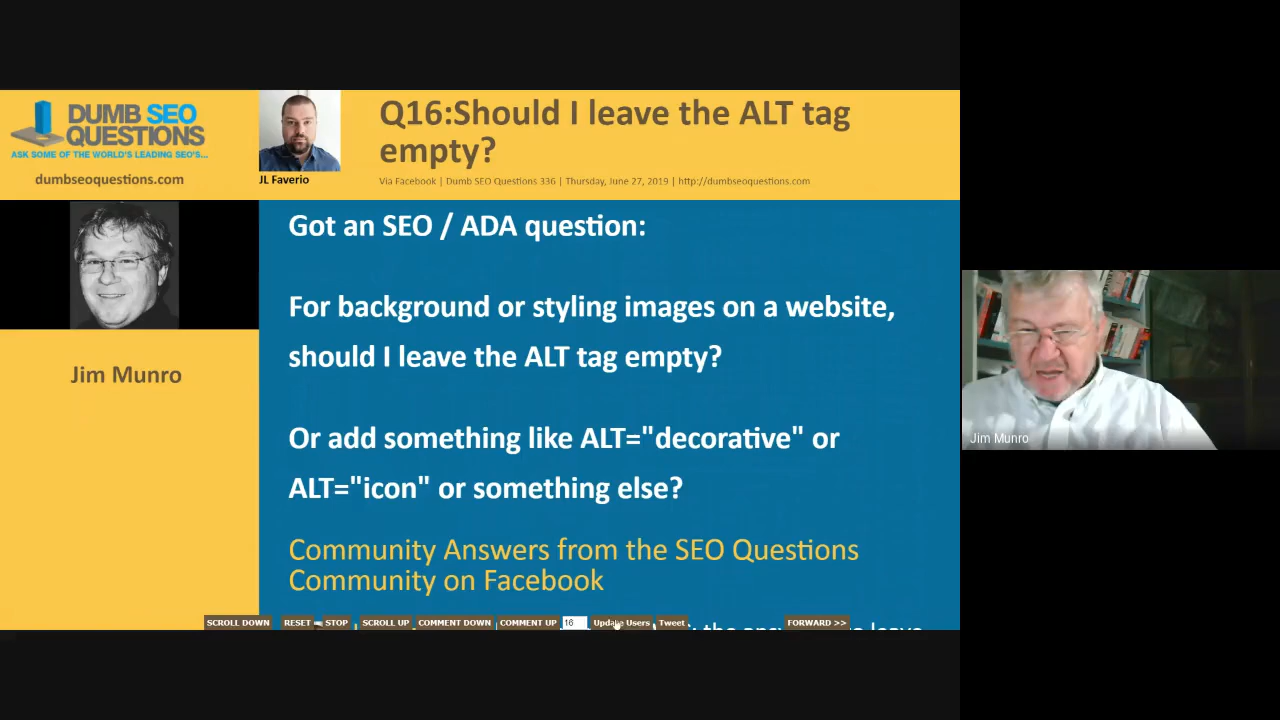 DUMB SEO
QUESTIONS
ASK SOME OF THE WORLD'S LEADING SEO'S...
dumbseoquestions.com
JL Faverio
Q16:Should I leave the ALT tag
empty?
Via Facebook | Dumb SEO Questions 336 | Thursday, June 27, 2019 | http://dumbseoquestions.com
Jim Munro
Got an SEO / ADA question:
For background or styling images on a website,
should I leave the ALT tag empty?
Or add something like ALT="decorative" or
ALT="icon" or something else?
Community Answers from the SEO Questions
Community on Facebook
SCROLL DOWN RESET STOP SCROLL UP COMMENT DOWN COMMENT UP 16 Update Users Tweet FORWARD >>
the leave
Jim Munro